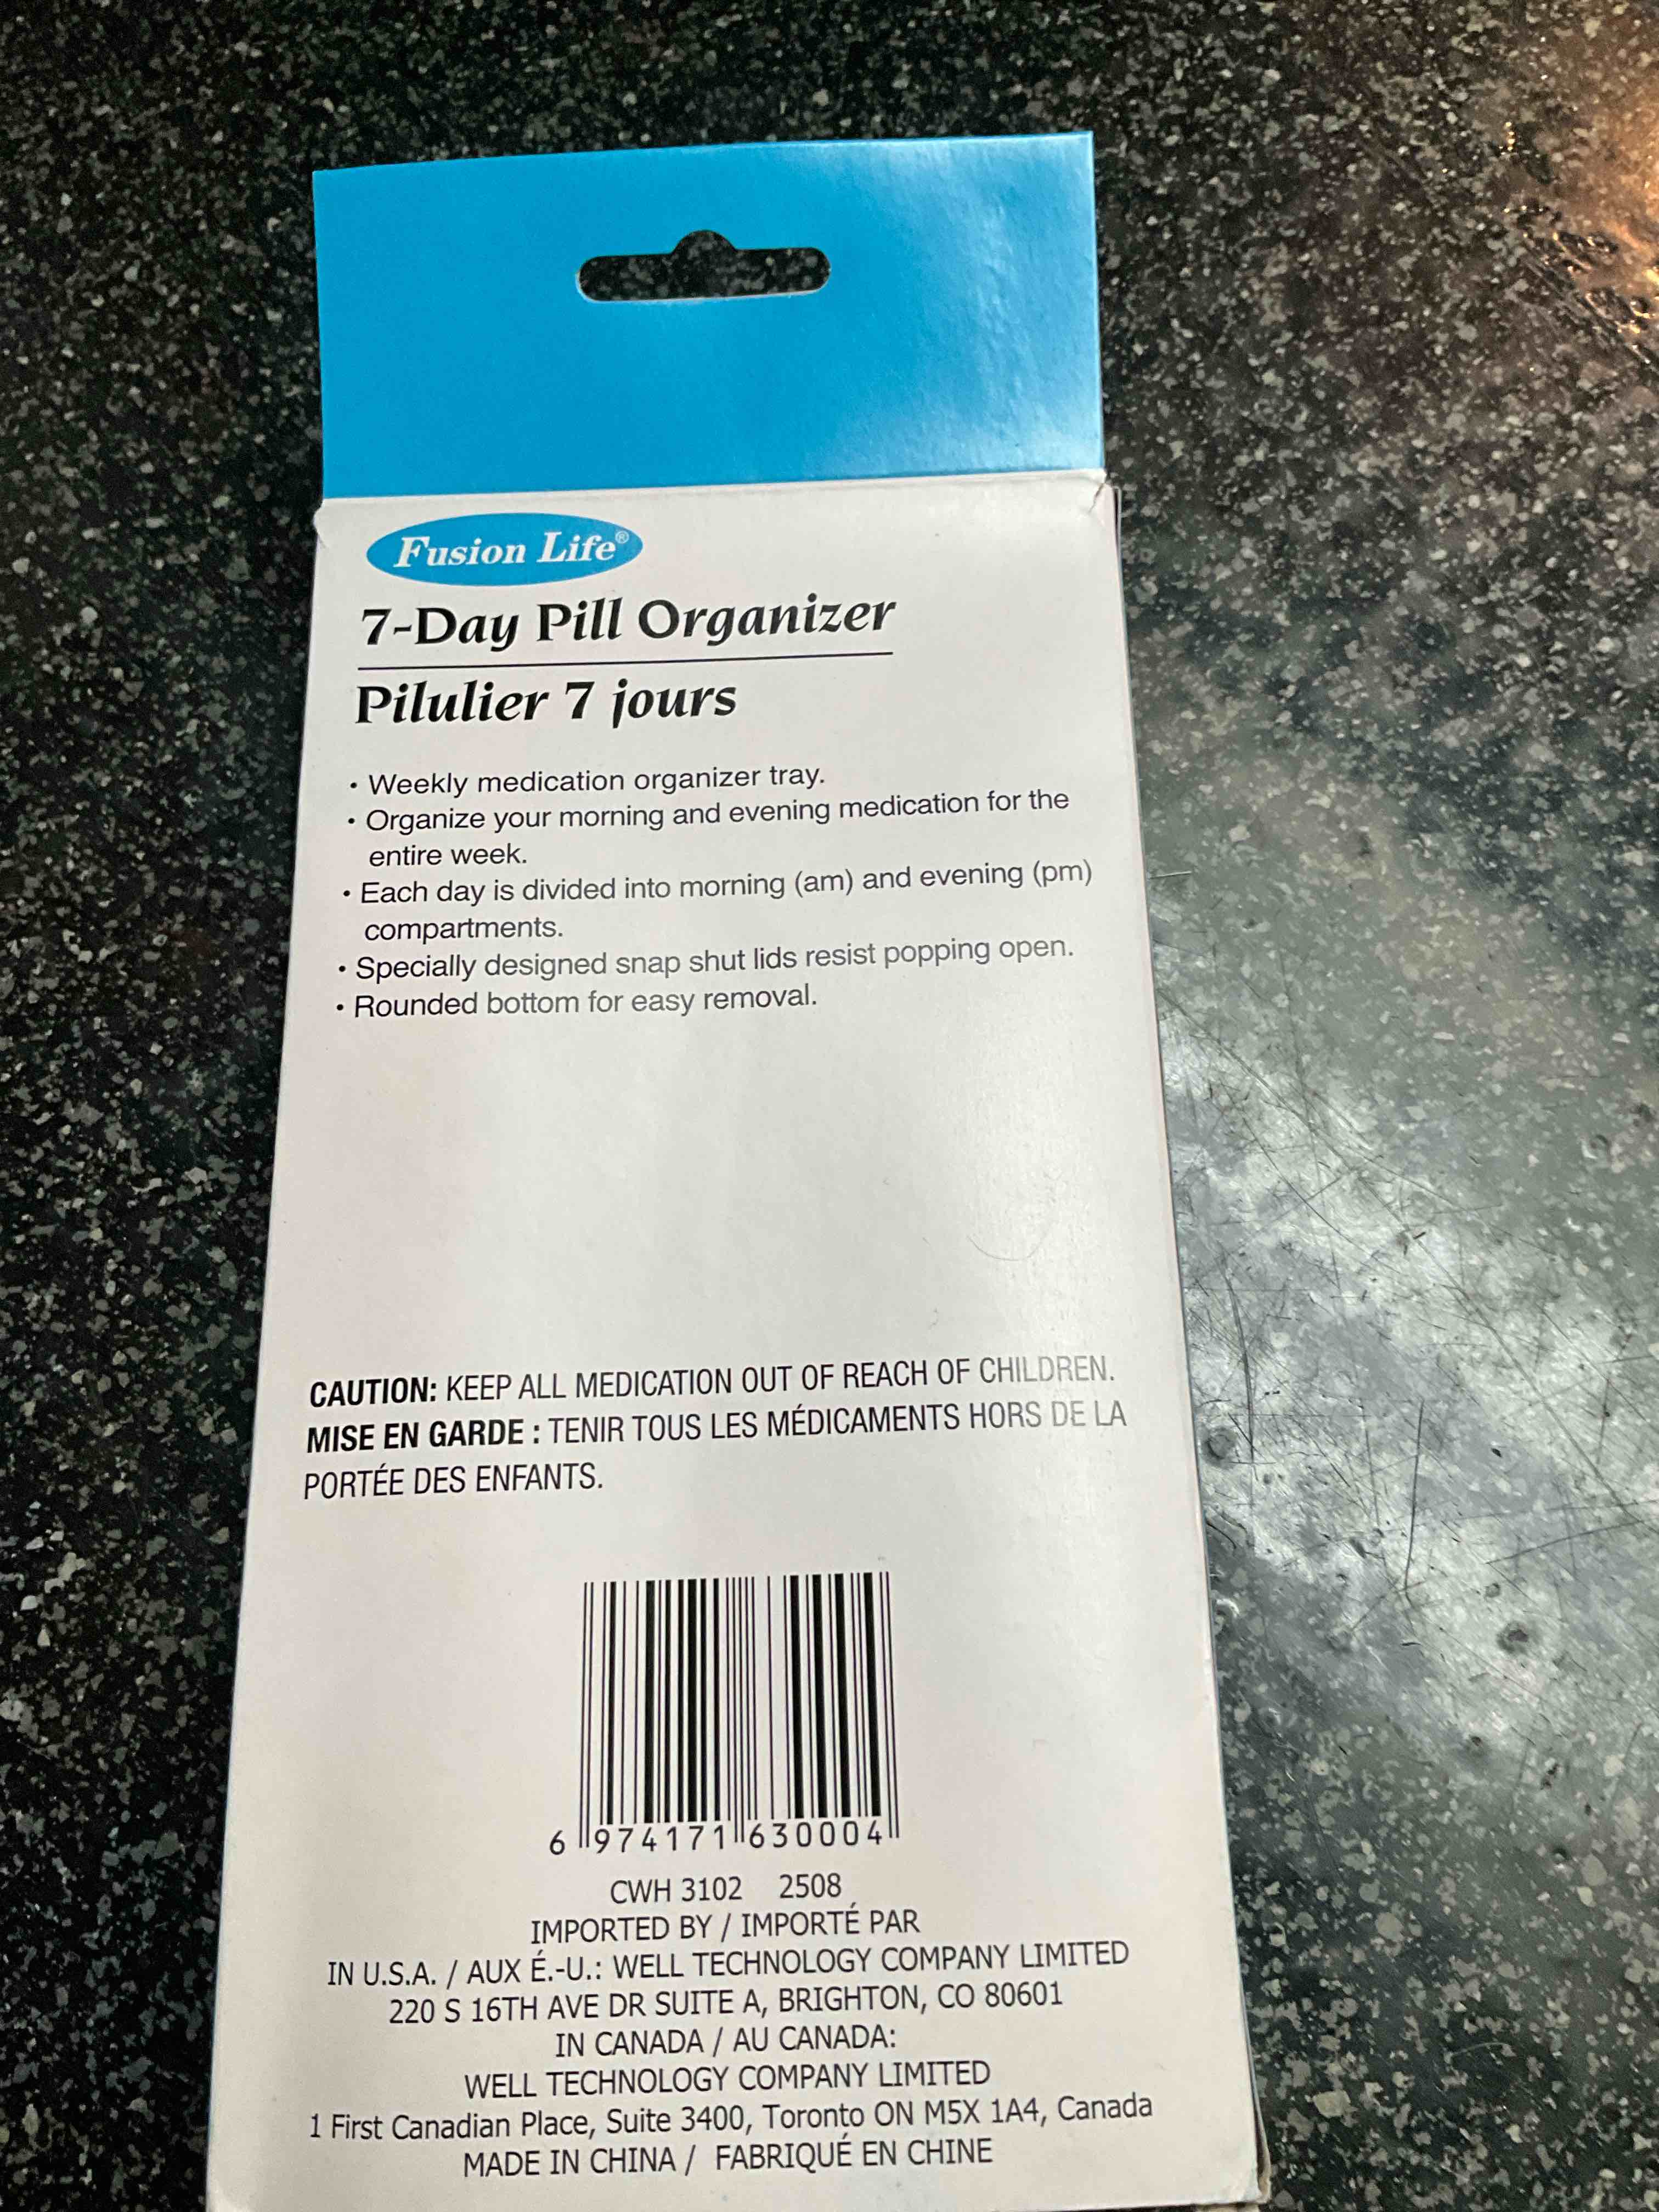 Fusion Life®
7-Day Pill Organizer
Pilulier 7 jours
• Weekly medication organizer tray.
• Organize your morning and evening medication for the
entire week.
• Each day is divided into morning (am) and evening (pm)
compartments.
• Specially designed snap shut lids resist popping open.
• Rounded bottom for easy removal.
CAUTION: KEEP ALL MEDICATION OUT OF REACH OF CHILDREN.
MISE EN GARDE : TENIR TOUS LES MÉDICAMENTS HORS DE LA
PORTÉE DES ENFANTS.
6 974171 630004
CWH 3102 2508
IMPORTED BY / IMPORTÉ PAR
IN U.S.A. / AUX É.-U.: WELL TECHNOLOGY COMPANY LIMITED
220 S 16TH AVE DR SUITE A, BRIGHTON, CO 80601
IN CANADA / AU CANADA:
WELL TECHNOLOGY COMPANY LIMITED
1 First Canadian Place, Suite 3400, Toronto ON M5X 1A4, Canada
MADE IN CHINA / FABRIQUÉ EN CHINE